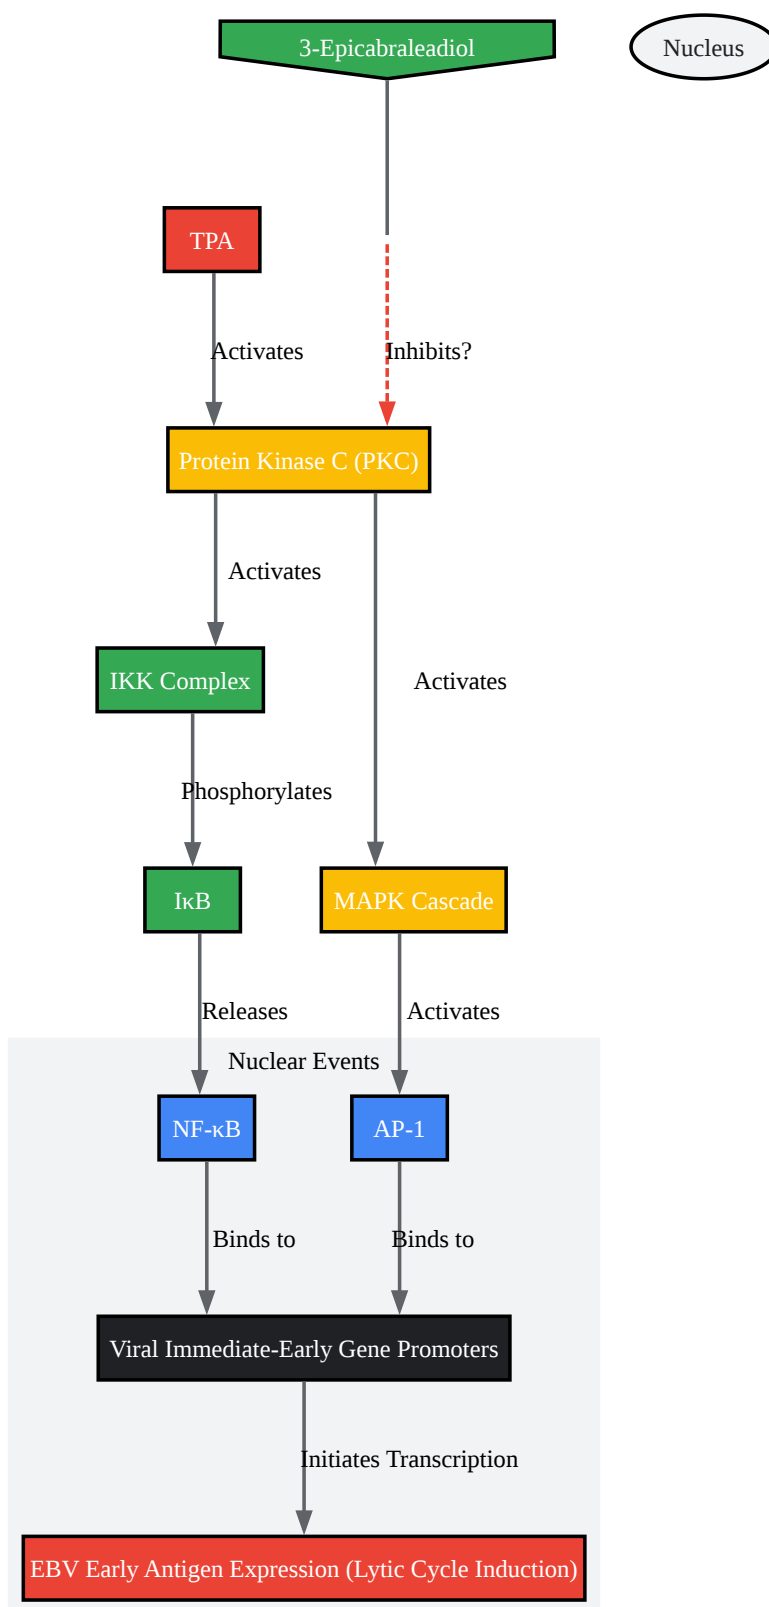 3-Epicabraleadiol
Nucleus
TPA
Activates
Inhibits?
Protein Kinase C (PKC)
Activates
IKK Complex
Activates
Phosphorylates
IκB
MAPK Cascade
Releases
Activates
Nuclear Events
NF-κB
AP-1
Binds to
Binds to
Viral Immediate-Early Gene Promoters
Initiates Transcription
EBV Early Antigen Expression (Lytic Cycle Induction)